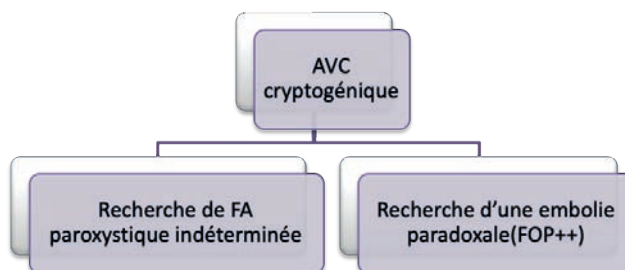 AVC
cryptogénique
Recherche de FA
paroxystique indéterminée
Recherche d'une embolie
paradoxale(FOP++)